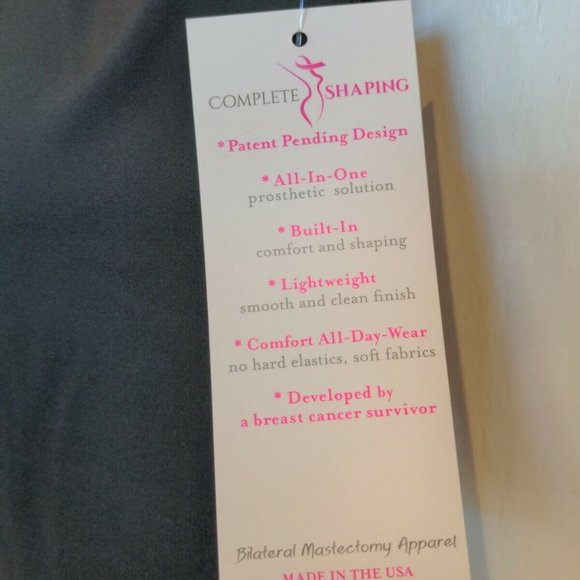 COMPLETE SHAPING
* Patent Pending Design
* All-In-One
prosthetic solution
* Built-In
comfort and shaping
* Lightweight
smooth and clean finish
* Comfort All-Day-Wear
no hard elastics, soft fabrics
* Developed by
a breast cancer survivor
Bilateral Mastectomy Apparel
MADE IN THE USA